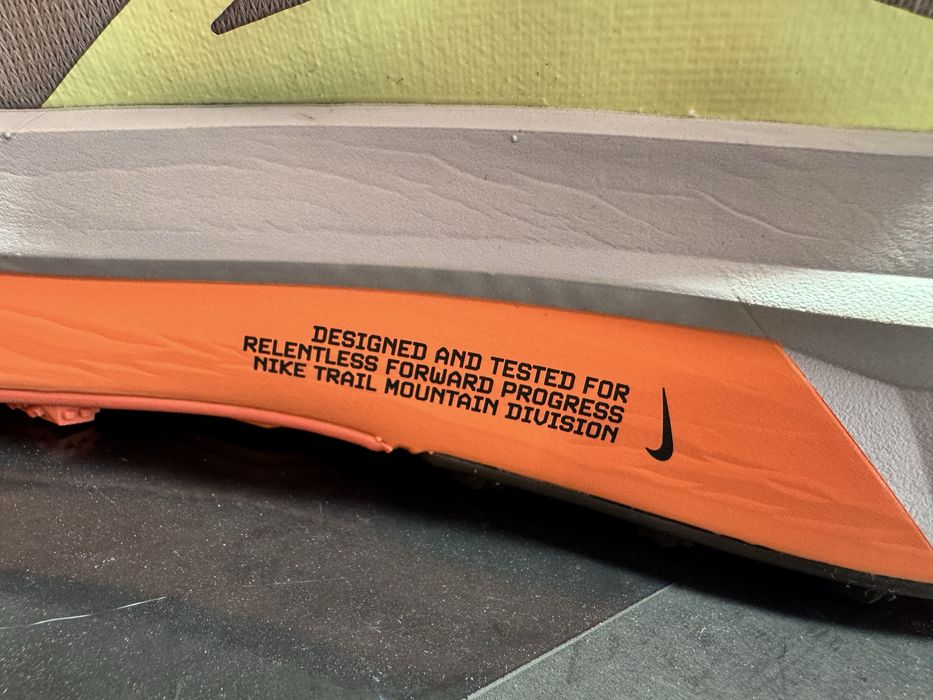 DESIGNED AND TESTED FOR
RELENTLESS FORWARD PROGRESS
NIKE TRAIL MOUNTAIN DIVISION